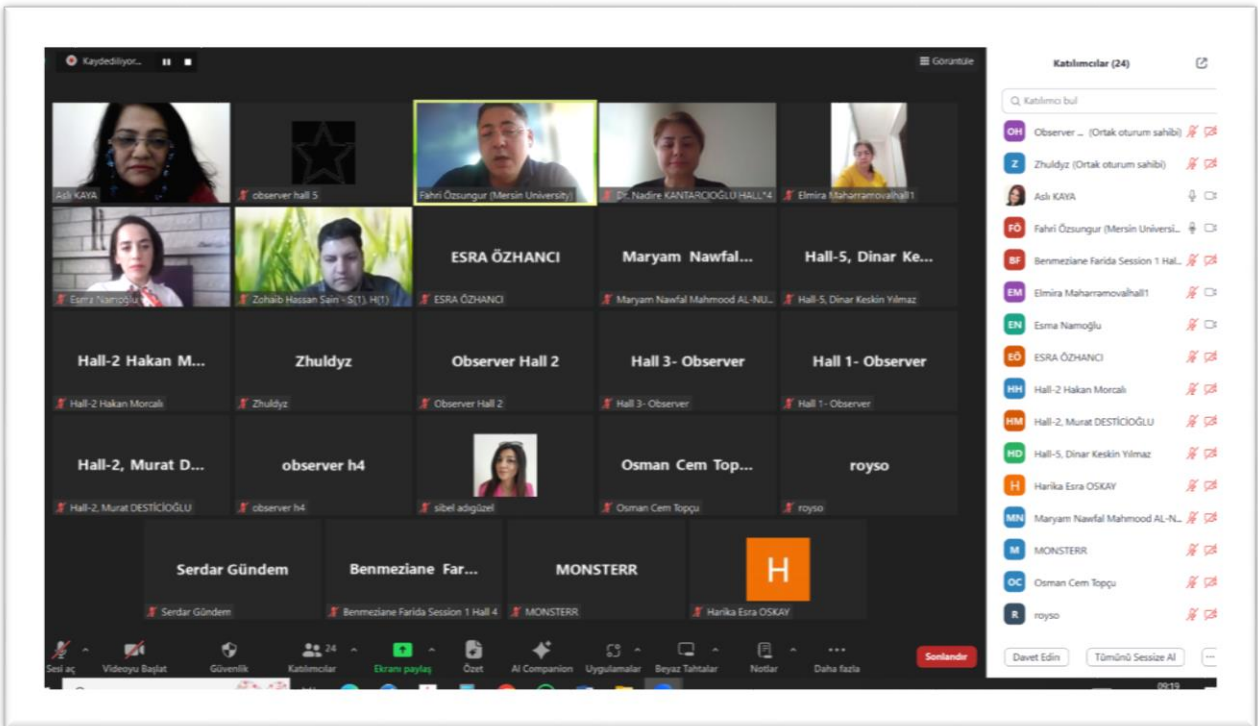 Kaydediliyor...
Görüntüle
Aslı KAYA
observer hall 5
Fahri Özsungur (Mersin University)
Dr. Nadire KANTARCIOĞLU HALL*4
Elmira Maharramovalhall1
Esma Namoğlu
Zohaib Hassan Sain - S(1), H(1)
ESRA ÖZHANCI
ESRA ÖZHANCI
Maryam Nawfal...
Maryam Nawfal Mahmood AL-NU...
Hall-5, Dinar Ke...
Hall-5, Dinar Keskin Yılmaz
Hall-2 Hakan M...
Hall-2 Hakan Morcalı
Zhuldyz
Zhuldyz
Observer Hall 2
Observer Hall 2
Hall 3- Observer
Hall 3- Observer
Hall 1- Observer
Hall 1- Observer
Hall-2, Murat D...
Hall-2, Murat DESTİCİOĞLU
observer h4
observer h4
sibel adıgüzel
Osman Cem Top...
Osman Cem Topçu
royso
royso
Serdar Gündem
Serdar Gündem
Benmeziane Far...
Benmeziane Farida Session 1 Hall 4
MONSTERR
MONSTERR
H
Harika Esra OSKAY
Sesi aç
Videoyu Başlat
Güvenlik
24
Katılımcılar
Ekranı paylaş
Özet
AI Companion
Uygulamalar
Beyaz Tahtalar
Notlar
Daha fazla
Sonlandır
Katılımcılar (24)
Katılımcı bul
OH Observer ... (Ortak oturum sahibi)
Z Zhuldyz (Ortak oturum sahibi)
Aslı KAYA
FÖ Fahri Özsungur (Mersin Universi...
BF Benmeziane Farida Session 1 Hal...
EM Elmira Maharramovalhall1
EN Esma Namoğlu
EÖ ESRA ÖZHANCI
HH Hall-2 Hakan Morcalı
HM Hall-2, Murat DESTİCİOĞLU
HD Hall-5, Dinar Keskin Yılmaz
H Harika Esra OSKAY
MN Maryam Nawfal Mahmood AL-N...
M MONSTERR
OC Osman Cem Topçu
R royso
Davet Edin
Tümünü Sessize Al
...
09:19